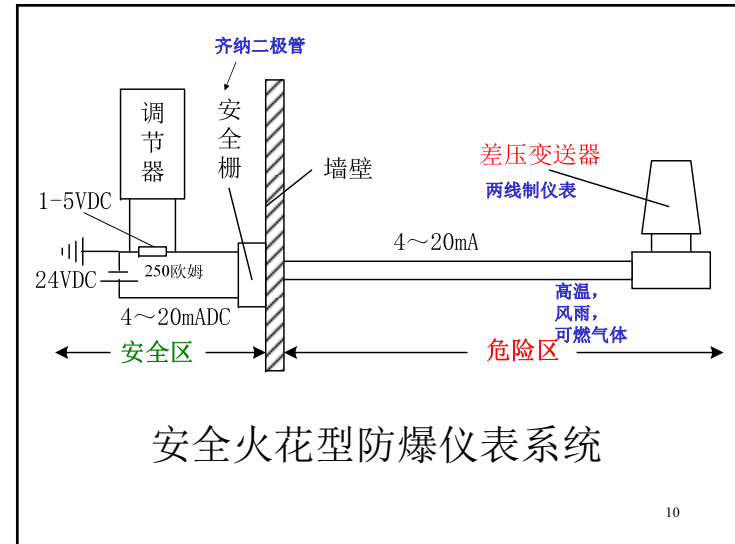 齐纳二极管
调节器
安全栅
墙壁
差压变送器
两线制仪表
1-5VDC
4～20mA
24VDC
250欧姆
4～20mADC
高温，
风雨，
可燃气体
安全区
危险区
安全火花型防爆仪表系统
10